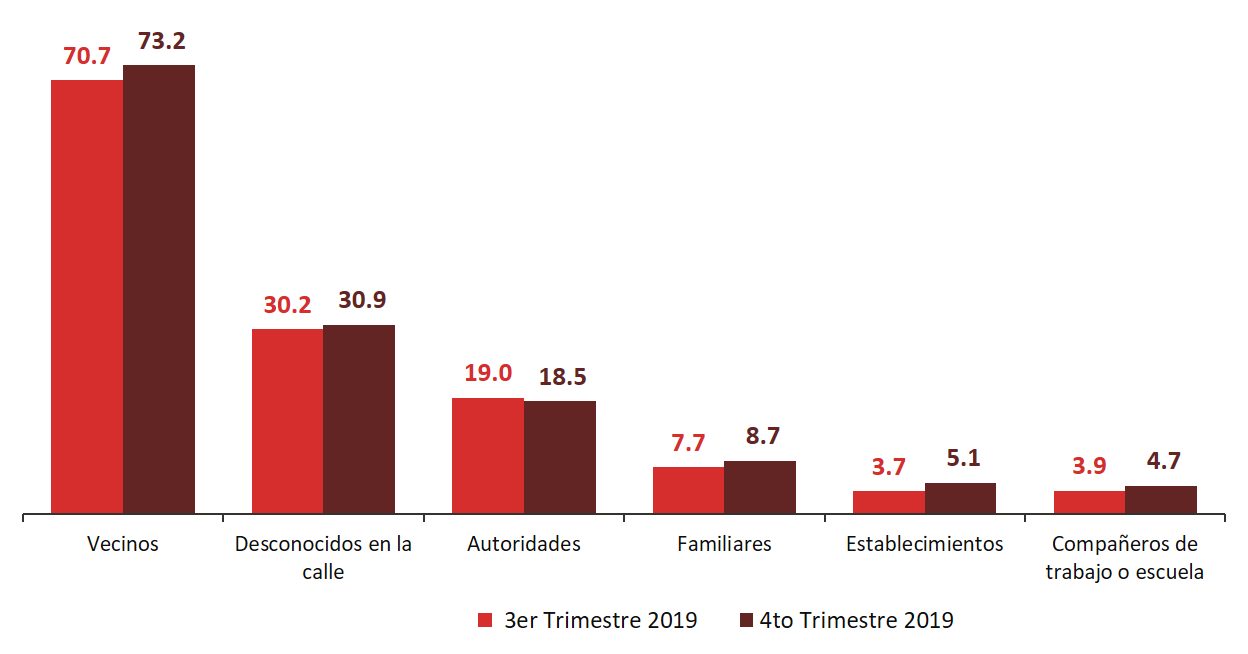 70.7
73.2
30.2
30.9
19.0
18.5
7.7
8.7
3.7
5.1
3.9
4.7
Vecinos
Desconocidos en la
calle
Autoridades
Familiares
Establecimientos
Compañeros de
trabajo o escuela
3er Trimestre 2019
4to Trimestre 2019